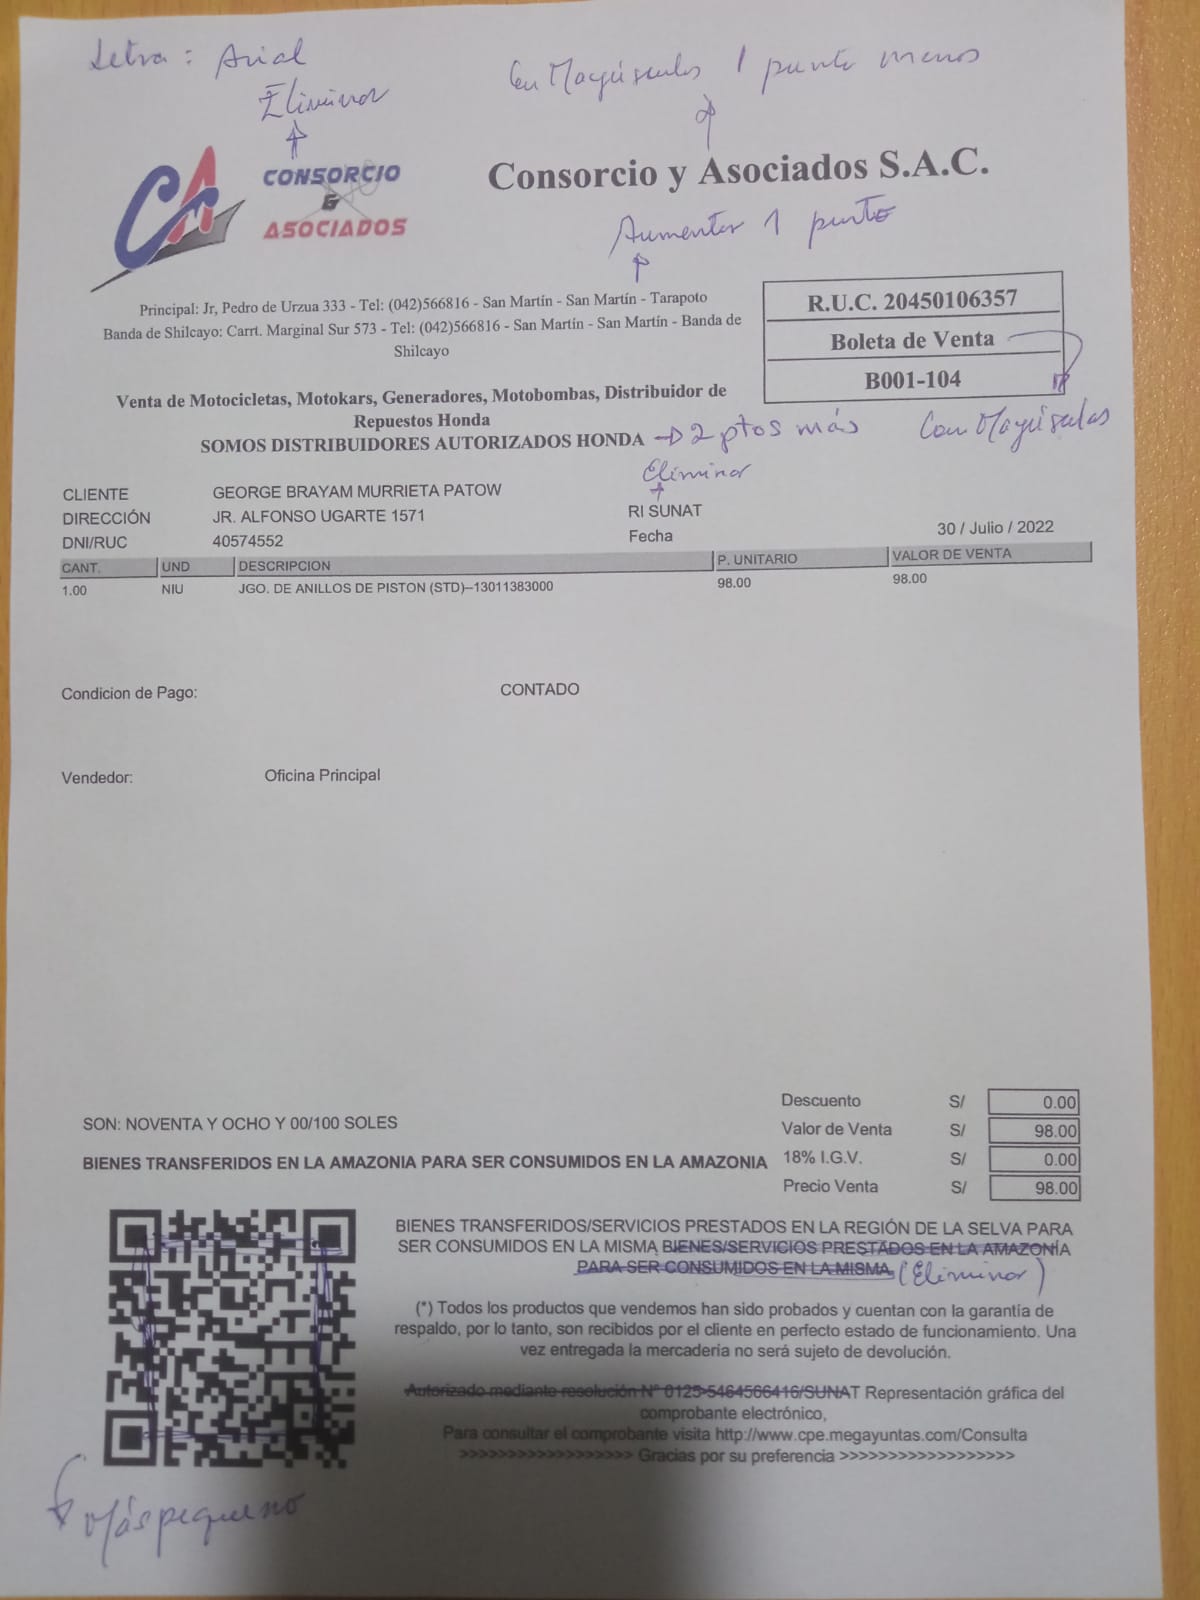 Letra : Arial
Eliminar
Con Mayúsculas 1 punto menos
CONSORCIO
&
ASOCIADOS
Consorcio y Asociados S.A.C.
Aumentar 1 punto
Principal: Jr, Pedro de Urzua 333 - Tel: (042)566816 - San Martín - San Martín - Tarapoto
Banda de Shilcayo: Carrt. Marginal Sur 573 - Tel: (042)566816 - San Martín - San Martín - Banda de
Shilcayo
R.U.C. 20450106357
Boleta de Venta
B001-104
Con Mayúsculas
Venta de Motocicletas, Motokars, Generadores, Motobombas, Distribuidor de
Repuestos Honda
SOMOS DISTRIBUIDORES AUTORIZADOS HONDA → 2 ptos más
Eliminar
CLIENTE GEORGE BRAYAM MURRIETA PATOW
DIRECCIÓN JR. ALFONSO UGARTE 1571 RI SUNAT
DNI/RUC 40574552 Fecha 30 / Julio / 2022
CANT. UND DESCRIPCION P. UNITARIO VALOR DE VENTA
1.00 NIU JGO. DE ANILLOS DE PISTON (STD)--13011383000 98.00 98.00
Condicion de Pago: CONTADO
Vendedor: Oficina Principal
Descuento S/ 0.00
SON: NOVENTA Y OCHO Y 00/100 SOLES
Valor de Venta S/ 98.00
BIENES TRANSFERIDOS EN LA AMAZONIA PARA SER CONSUMIDOS EN LA AMAZONIA
18% I.G.V. S/ 0.00
Precio Venta S/ 98.00
BIENES TRANSFERIDOS/SERVICIOS PRESTADOS EN LA REGIÓN DE LA SELVA PARA
SER CONSUMIDOS EN LA MISMA BIENES/SERVICIOS PRESTADOS EN LA AMAZONÍA
PARA SER CONSUMIDOS EN LA MISMA. (Eliminar)
(*) Todos los productos que vendemos han sido probados y cuentan con la garantía de
respaldo, por lo tanto, son recibidos por el cliente en perfecto estado de funcionamiento. Una
vez entregada la mercadería no será sujeto de devolución.
Autorizado mediante resolución N° 0125-5464566416/SUNAT Representación gráfica del
comprobante electrónico,
Para consultar el comprobante visita http://www.cpe.megayuntas.com/Consulta
>>>>>>>>>>>>>>>>>> Gracias por su preferencia >>>>>>>>>>>>>>>>>>
Más pequeno